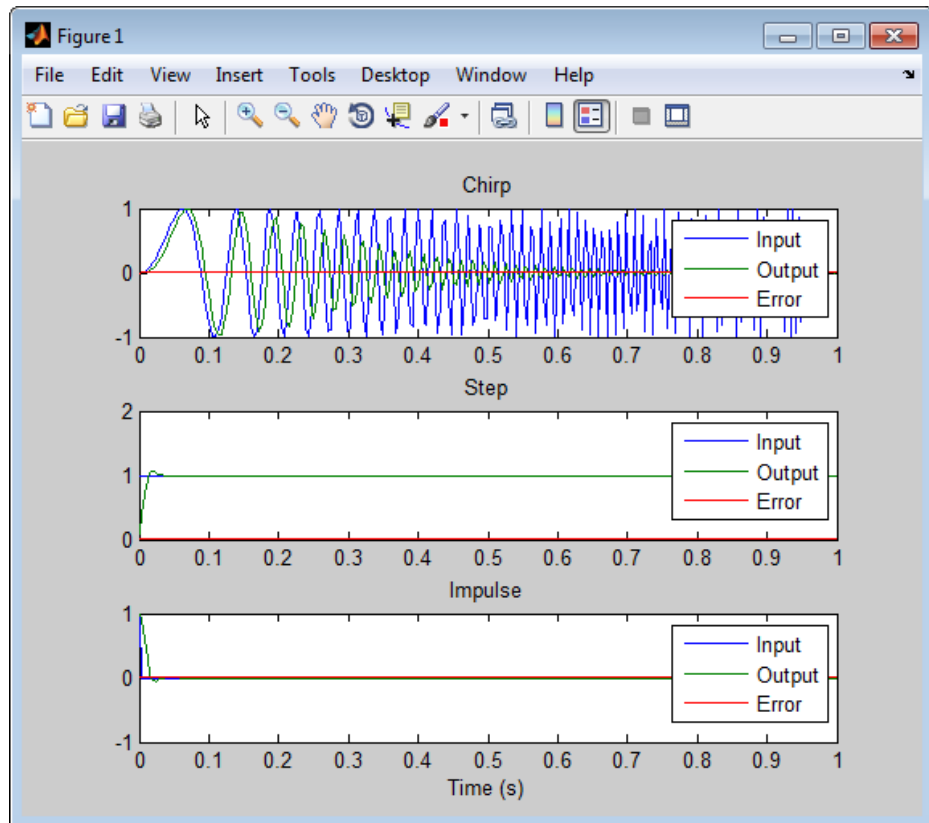 Figure 1
File Edit View Insert Tools Desktop Window Help
Chirp
1
0
-1
Input
Output
Error
0 0.1 0.2 0.3 0.4 0.5 0.6 0.7 0.8 0.9 1
Step
2
1
0
Input
Output
Error
0 0.1 0.2 0.3 0.4 0.5 0.6 0.7 0.8 0.9 1
Impulse
1
0
-1
Input
Output
Error
0 0.1 0.2 0.3 0.4 0.5 0.6 0.7 0.8 0.9 1
Time (s)